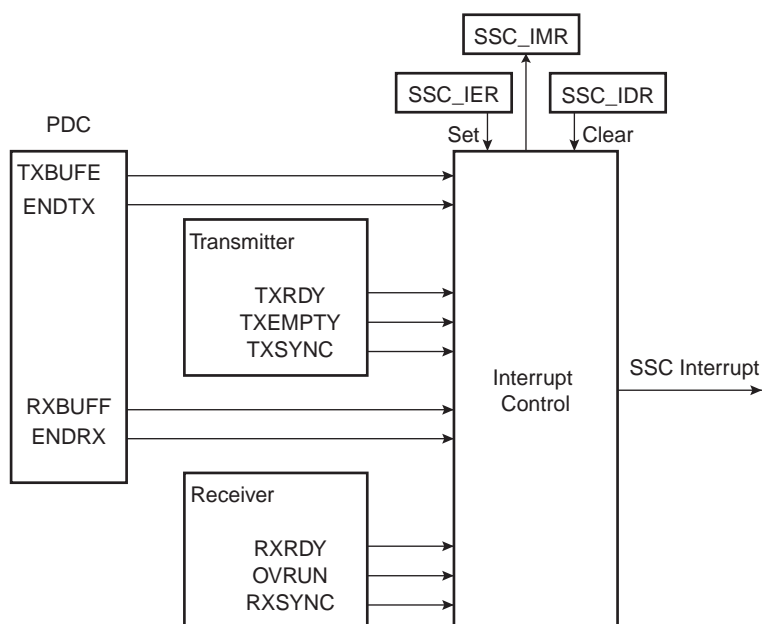 SSC_IMR
SSC_IER
SSC_IDR
PDC
Set
Clear
TXBUFE
ENDTX
Transmitter
TXRDY
TXEMPTY
TXSYNC
Interrupt
Control
SSC Interrupt
RXBUFF
ENDRX
Receiver
RXRDY
OVRUN
RXSYNC